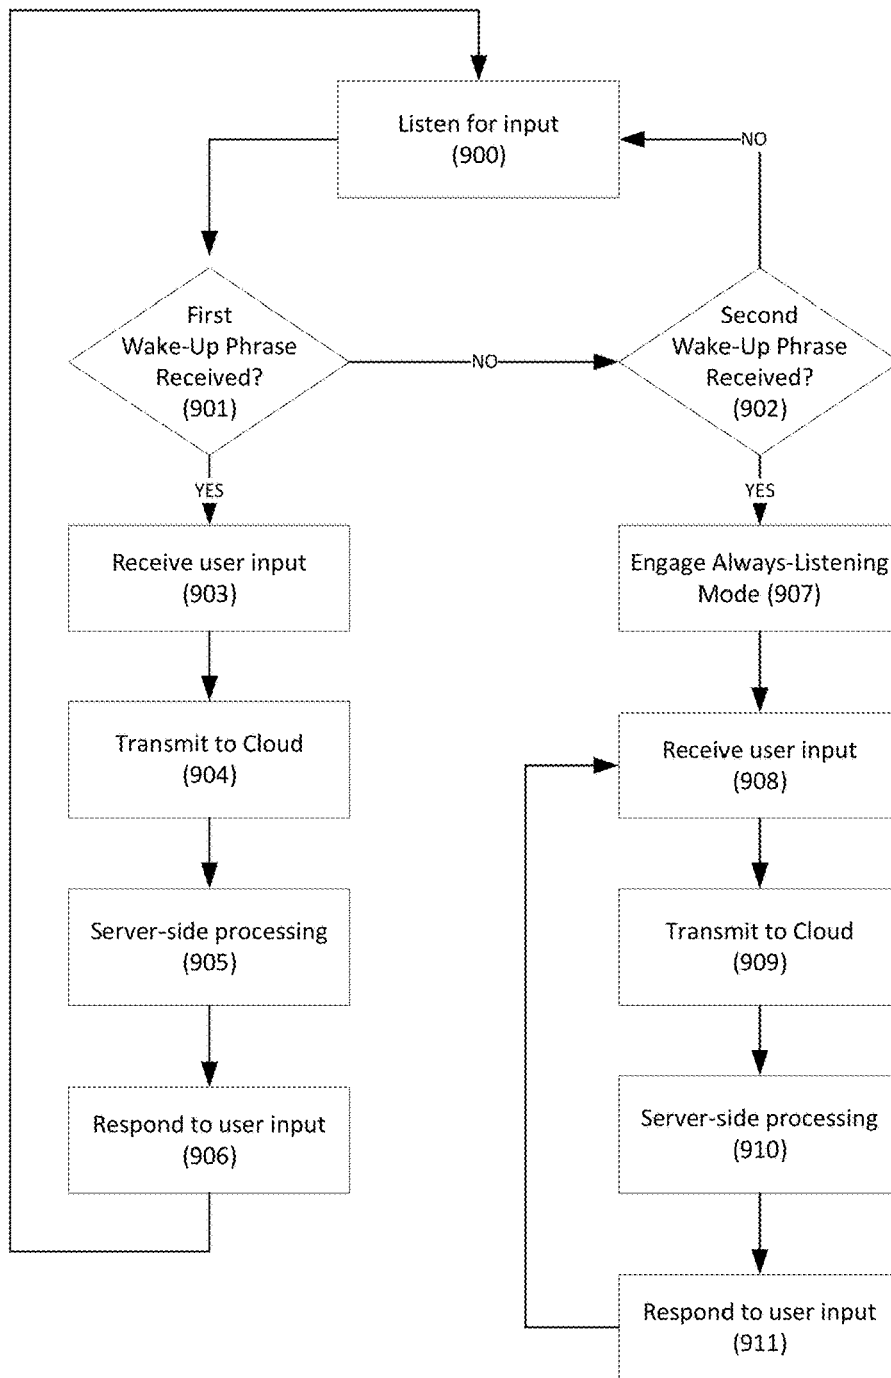 Listen for input
(900)
NO
First
Wake-Up Phrase
Received?
(901)
NO
Second
Wake-Up Phrase
Received?
(902)
YES
YES
Receive user input
(903)
Engage Always-Listening
Mode (907)
Transmit to Cloud
(904)
Receive user input
(908)
Server-side processing
(905)
Transmit to Cloud
(909)
Respond to user input
(906)
Server-side processing
(910)
Respond to user input
(911)